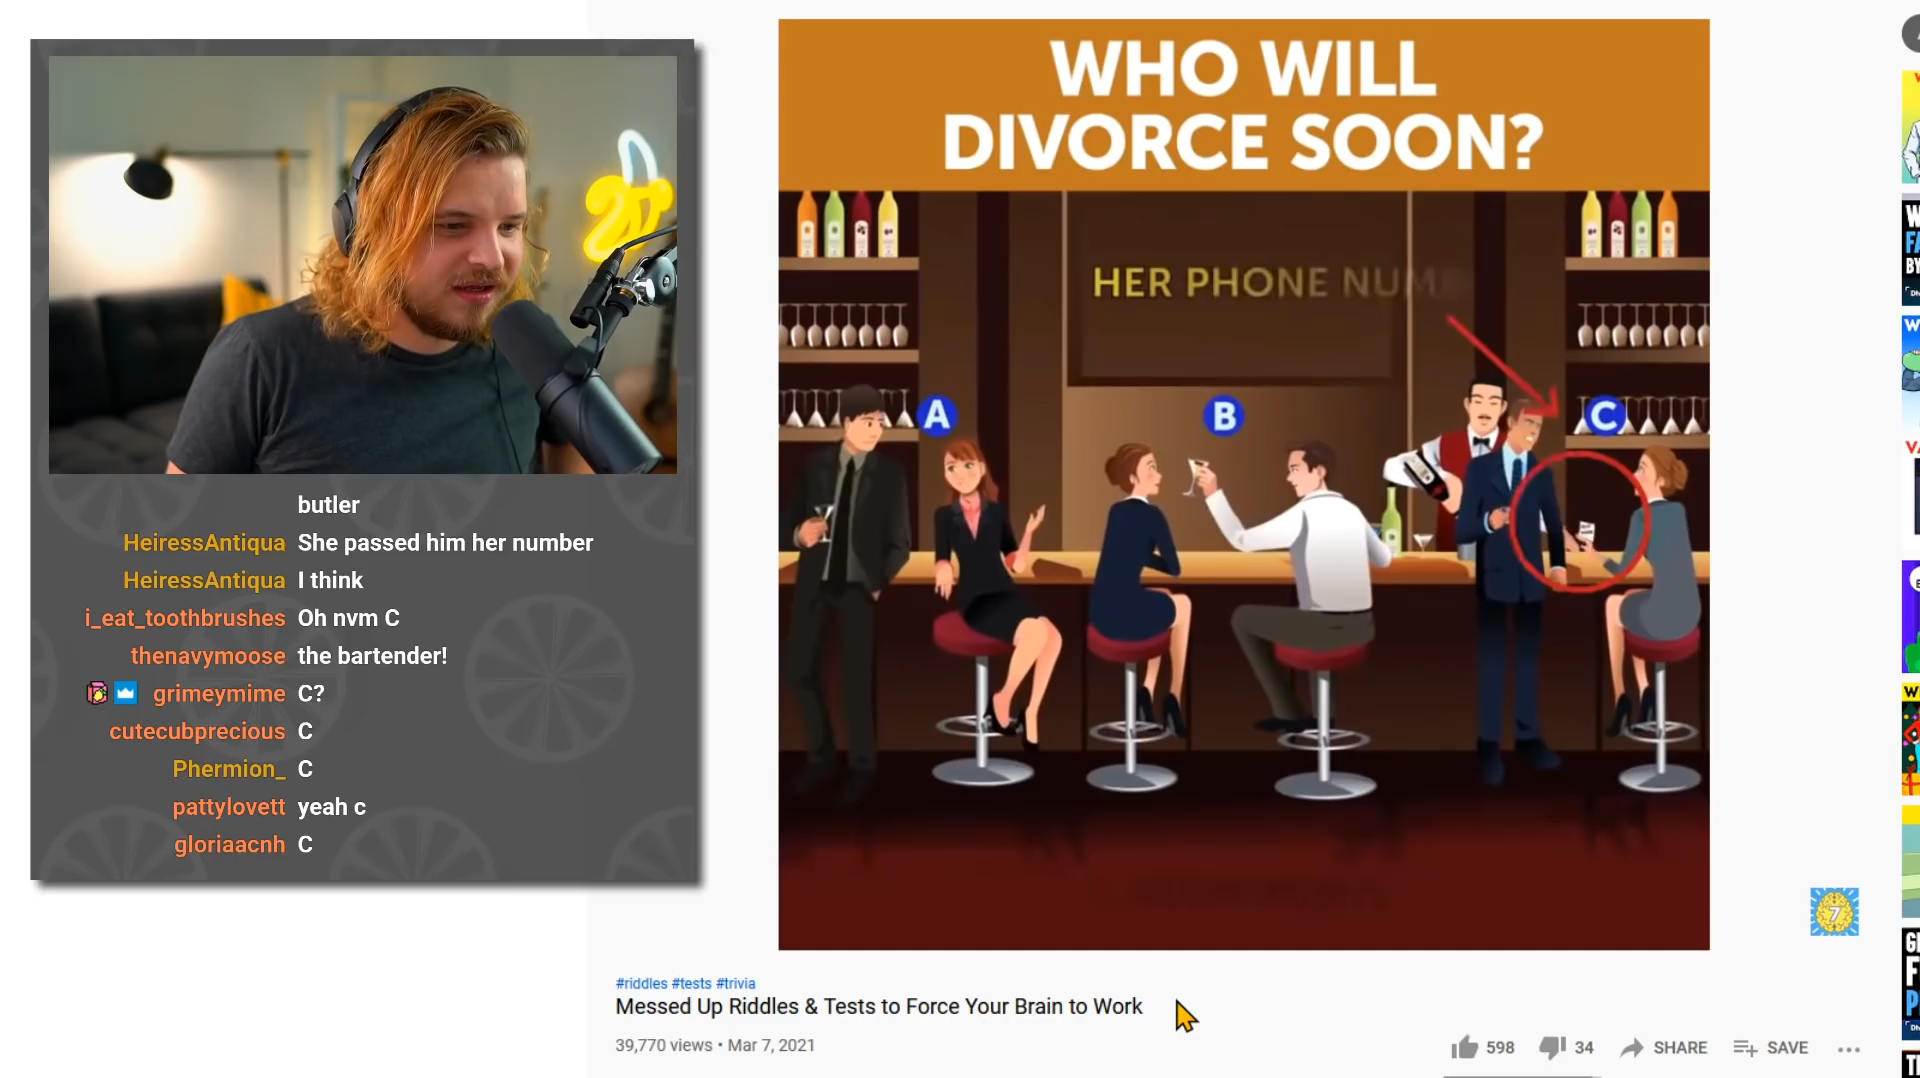 WHO WILL
DIVORCE SOON?
HER PHONE NUM
A
B
C
butler
HeiressAntiqua She passed him her number
HeiressAntiqua I think
i_eat_toothbrushes Oh nvm C
thenavymoose the bartender!
grimeymime C?
cutecubprecious C
Phermion_ C
pattylovett yeah c
gloriaacnh C
7
#riddles #tests #trivia
Messed Up Riddles & Tests to Force Your Brain to Work
39,770 views • Mar 7, 2021
598
34
SHARE
SAVE